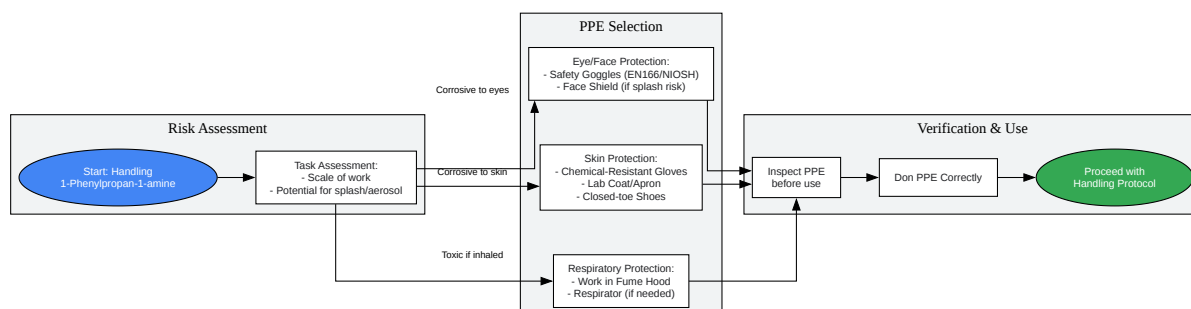 Risk Assessment
Start: Handling
1-Phenylpropan-1-amine
Task Assessment:
- Scale of work
- Potential for splash/aerosol
Corrosive to eyes
Corrosive to skin
Toxic if inhaled
PPE Selection
Eye/Face Protection:
- Safety Goggles (EN166/NIOSH)
- Face Shield (if splash risk)
Skin Protection:
- Chemical-Resistant Gloves
- Lab Coat/Apron
- Closed-toe Shoes
Respiratory Protection:
- Work in Fume Hood
- Respirator (if needed)
Verification & Use
Inspect PPE
before use
Don PPE Correctly
Proceed with
Handling Protocol